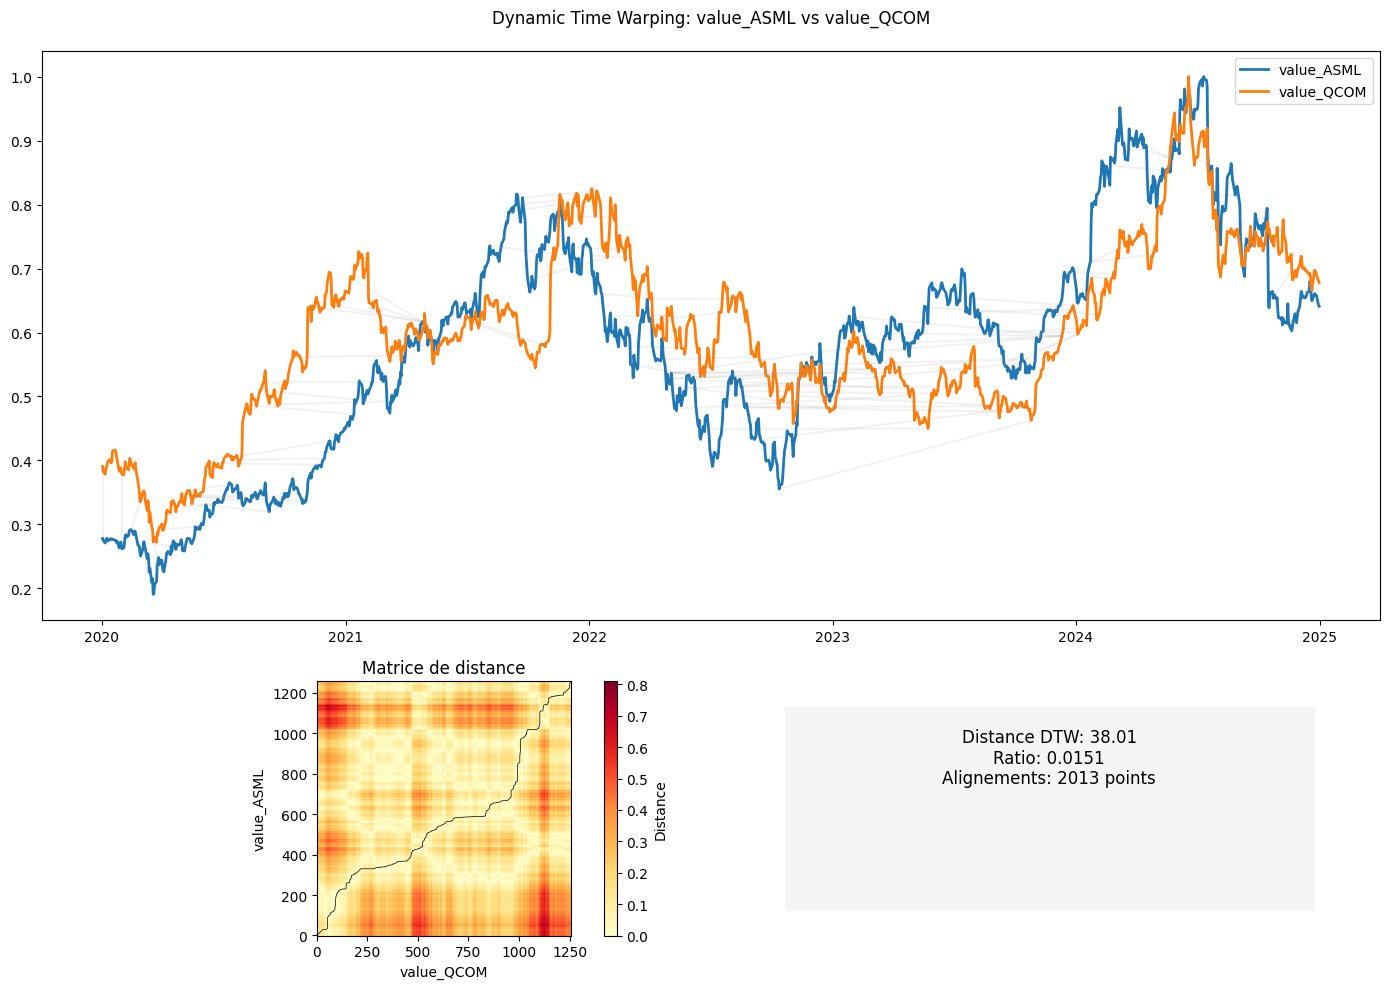 Dynamic Time Warping: value_ASML vs value_QCOM
value_ASML
value_QCOM
1.0
0.9
0.8
0.7
0.6
0.5
0.4
0.3
0.2
2020 2021 2022 2023 2024 2025
Matrice de distance
value_ASML
1200
1000
800
600
400
200
0
0 250 500 750 1000 1250
value_QCOM
0.8
0.7
0.6
0.5
0.4
0.3
0.2
0.1
0.0
Distance
Distance DTW: 38.01
Ratio: 0.0151
Alignements: 2013 points